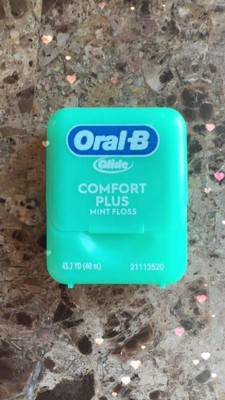 Oral-B
Glide
COMFORT
PLUS
MINT FLOSS
43.7 YD (40 m) 21113520